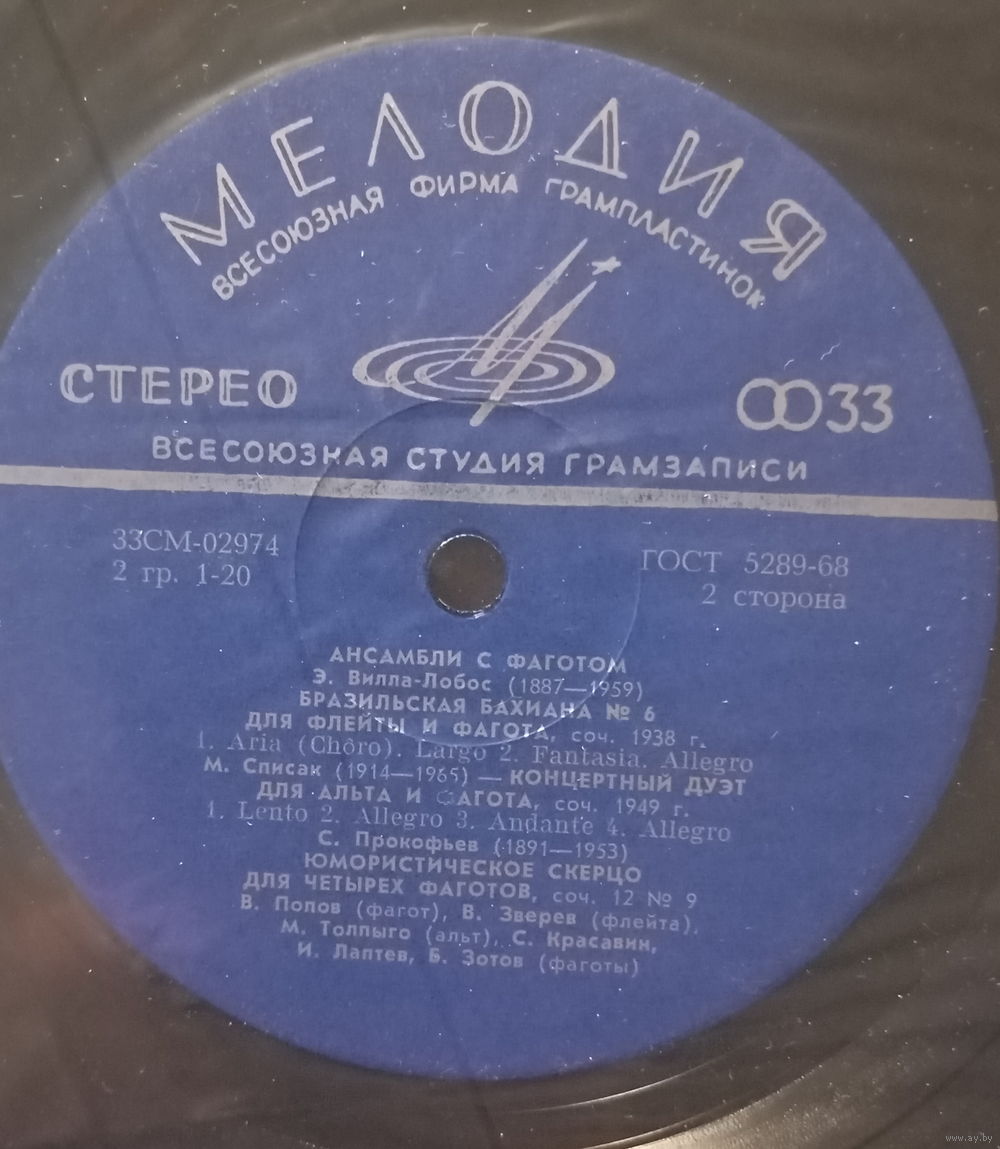 МЕЛОДИЯ
ВСЕСОЮЗНАЯ ФИРМА ГРАМПЛАСТИНОК
СТЕРЕО
33
ВСЕСОЮЗНАЯ СТУДИЯ ГРАМЗАПИСИ
33СМ-02974
2 гр. 1-20
ГОСТ 5289-68
2 сторона
АНСАМБЛИ С ФАГОТОМ
Э. Вилла-Лобос (1887—1959)
БРАЗИЛЬСКАЯ БАХИАНА № 6
ДЛЯ ФЛЕЙТЫ И ФАГОТА, соч. 1938 г.
1. Aria (Chôro). Largo 2. Fantasia. Allegro
М. Списак (1914—1965) — КОНЦЕРТНЫЙ ДУЭТ
ДЛЯ АЛЬТА И ФАГОТА, соч. 1949 г.
1. Lento 2. Allegro 3. Andante 4. Allegro
С. Прокофьев (1891—1953)
ЮМОРИСТИЧЕСКОЕ СКЕРЦО
ДЛЯ ЧЕТЫРЕХ ФАГОТОВ, соч. 12 № 9
В. Попов (фагот), В. Зверев (флейта),
М. Толпыго (альт), С. Красавин,
И. Лаптев, Б. Зотов (фаготы)
www.ay.by